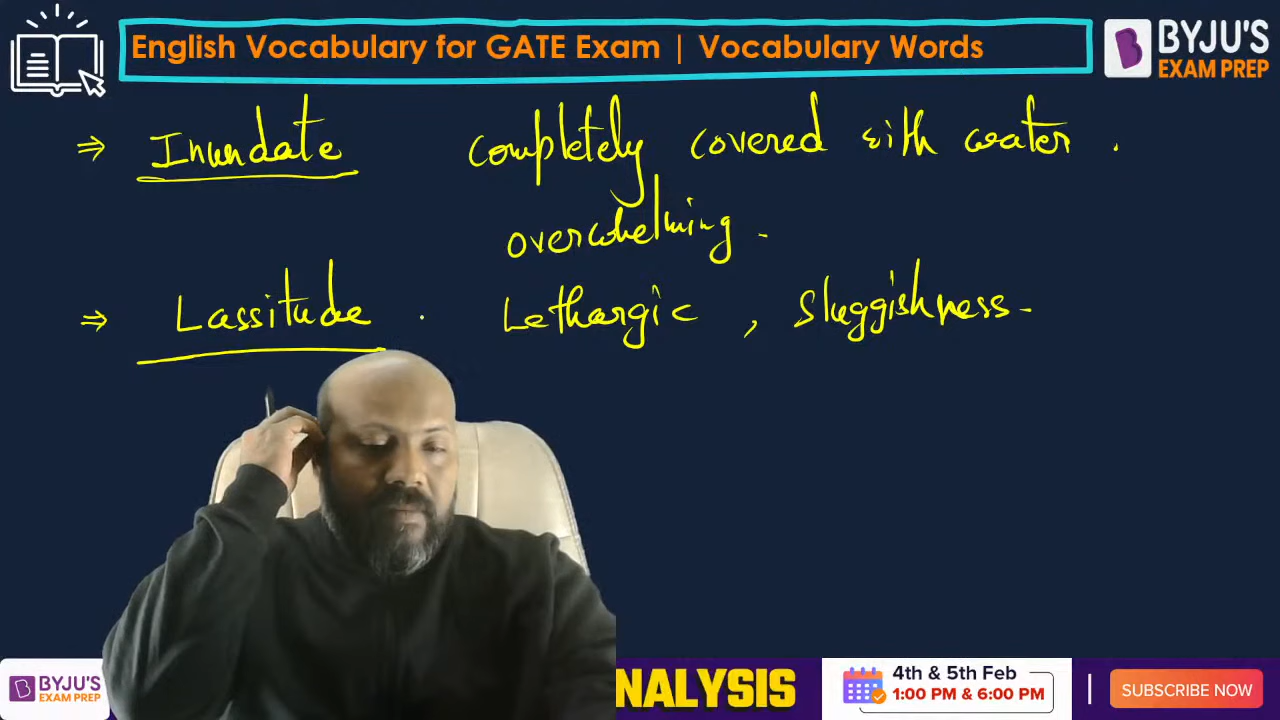 English Vocabulary for GATE Exam | Vocabulary Words
BYJU'S
EXAM PREP
⇒ Inundate completely covered with water.
overwhelming.
⇒ Lassitude. Lethargic, Sluggishness.
BYJU'S
EXAM PREP
NALYSIS
4th & 5th Feb
1:00 PM & 6:00 PM
SUBSCRIBE NOW